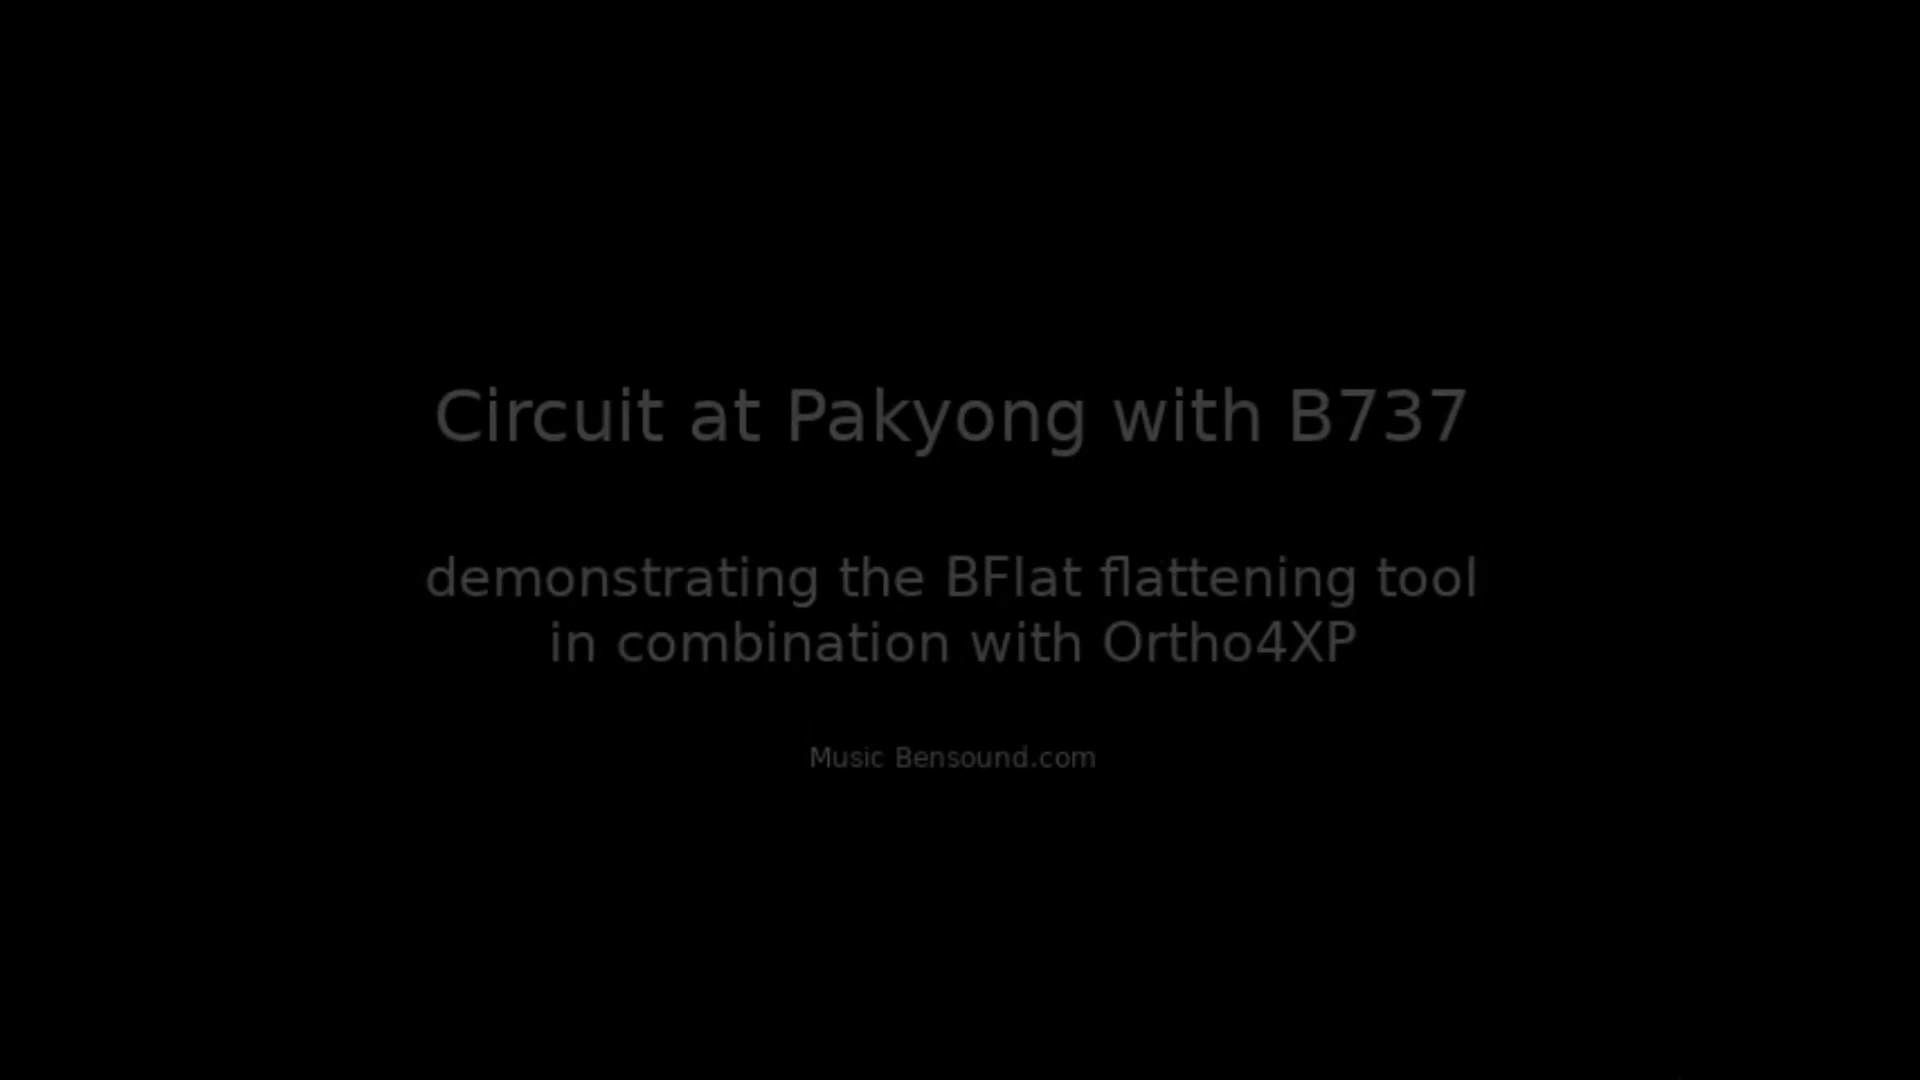 Circuit at Pakyong with B737
demonstrating the BFlat flattening tool
in combination with Ortho4XP
Music Bensound.com